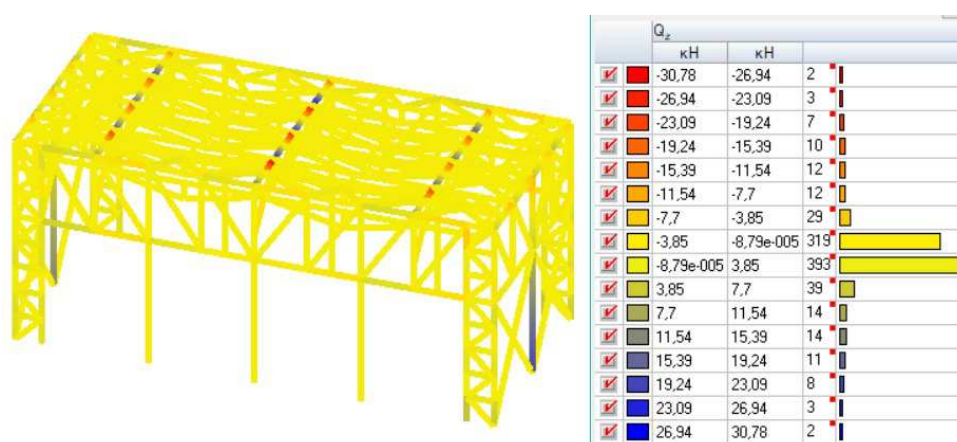 Qz
кН кН
-30,78 -26,94 2
-26,94 -23,09 3
-23,09 -19,24 7
-19,24 -15,39 10
-15,39 -11,54 12
-11,54 -7,7 12
-7,7 -3,85 29
-3,85 -8,79e-005 319
-8,79e-005 3,85 393
3,85 7,7 39
7,7 11,54 14
11,54 15,39 14
15,39 19,24 11
19,24 23,09 8
23,09 26,94 3
26,94 30,78 2